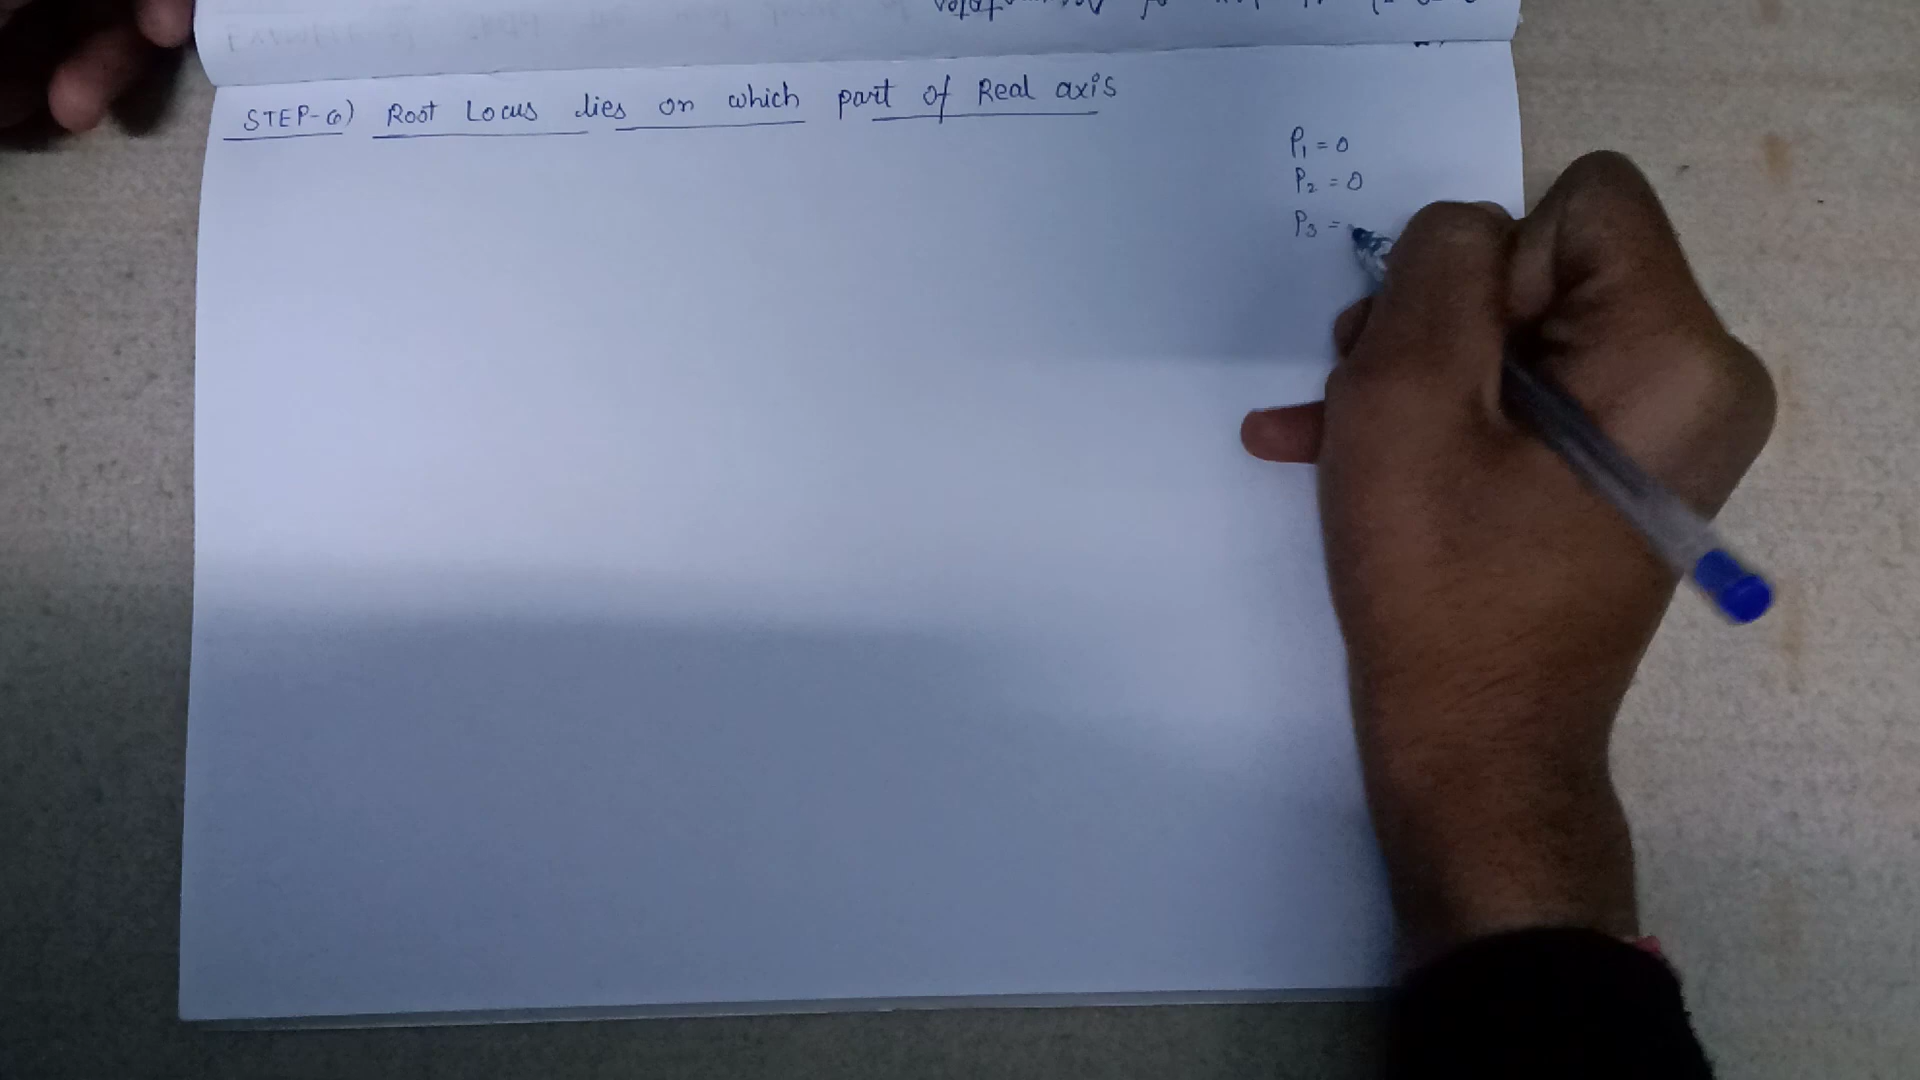 STEP-6) Root Locus lies on which part of Real axis
P₁ = 0
P₂ = 0
P₃ =